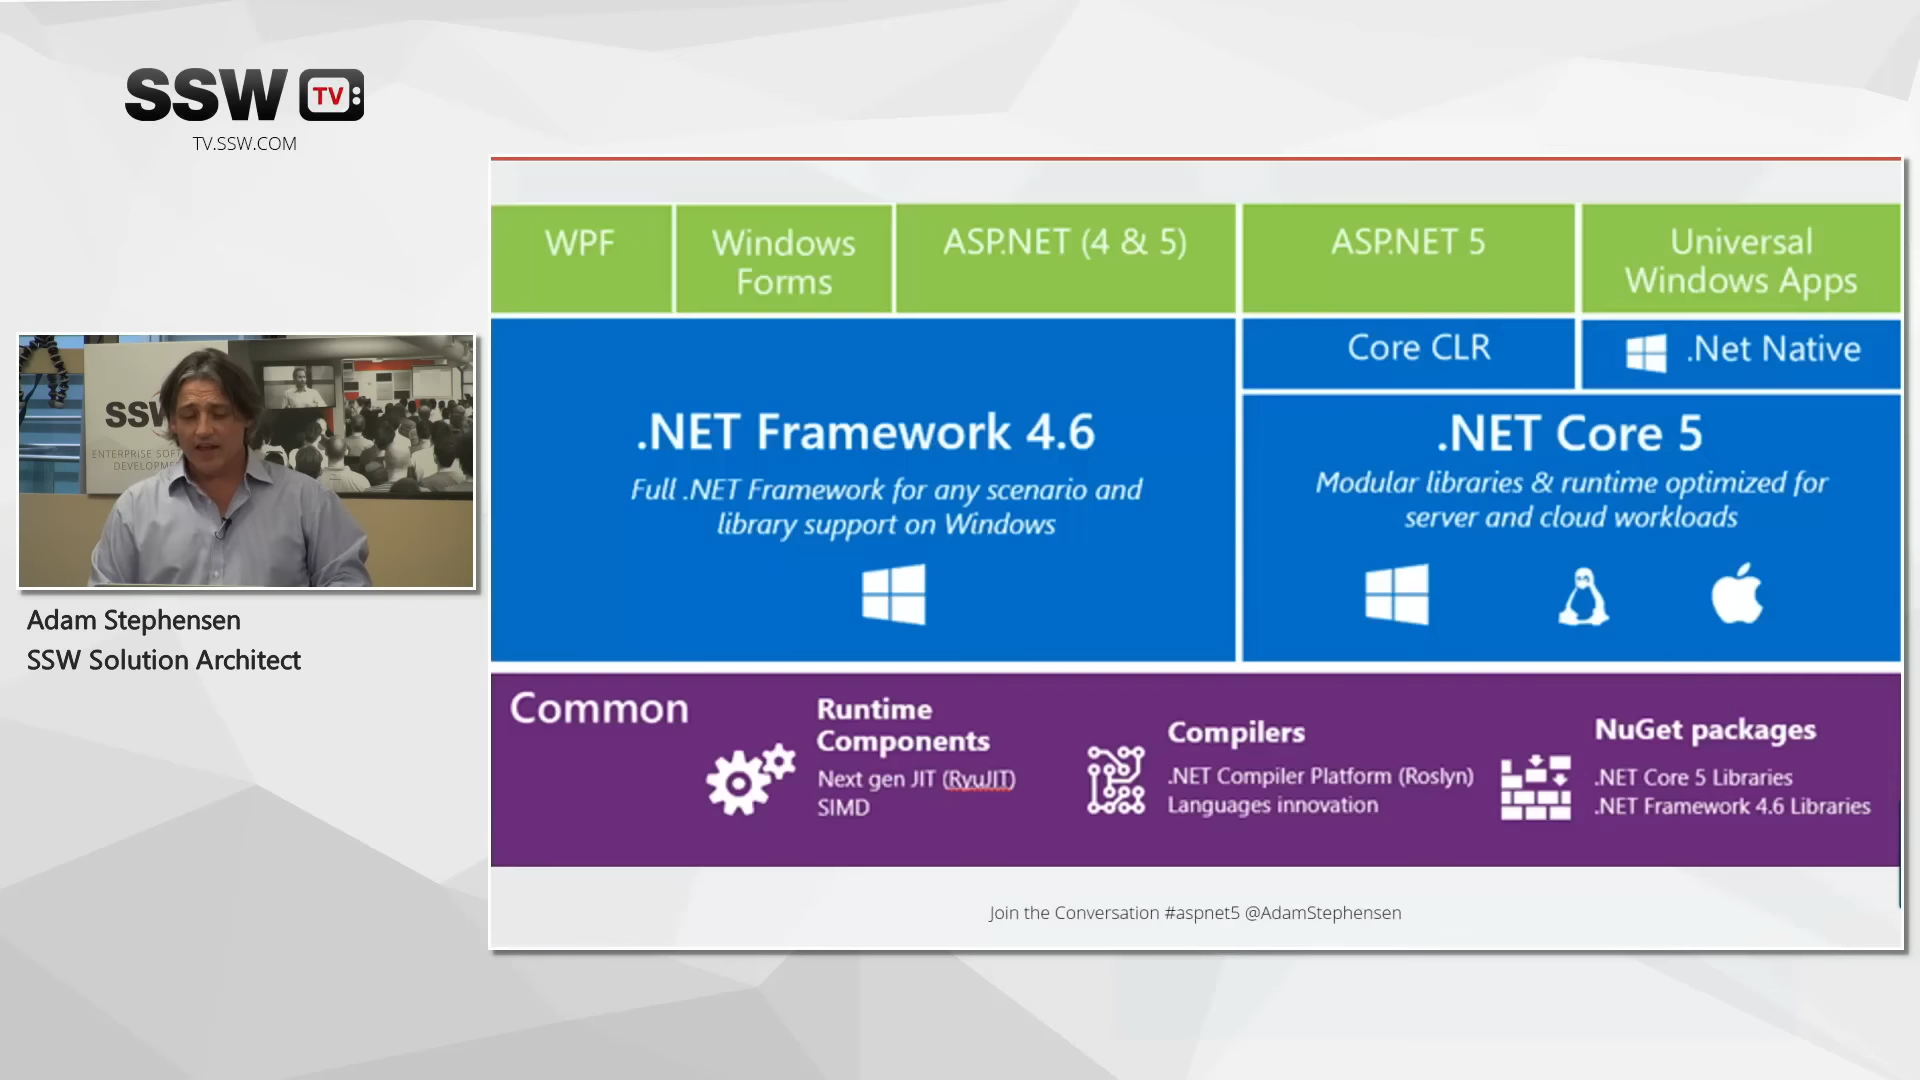 SSW TV:
TV.SSW.COM
WPF
Windows
Forms
ASP.NET (4 & 5)
ASP.NET 5
Universal
Windows Apps
Core CLR
.Net Native
.NET Framework 4.6
Full .NET Framework for any scenario and
library support on Windows
.NET Core 5
Modular libraries & runtime optimized for
server and cloud workloads
SSW
ENTERPRISE SOFT
DEVELOPME
Adam Stephensen
SSW Solution Architect
Common
Runtime
Components
Next gen JIT (RyuJIT)
SIMD
Compilers
.NET Compiler Platform (Roslyn)
Languages innovation
NuGet packages
.NET Core 5 Libraries
.NET Framework 4.6 Libraries
Join the Conversation #aspnet5 @AdamStephensen